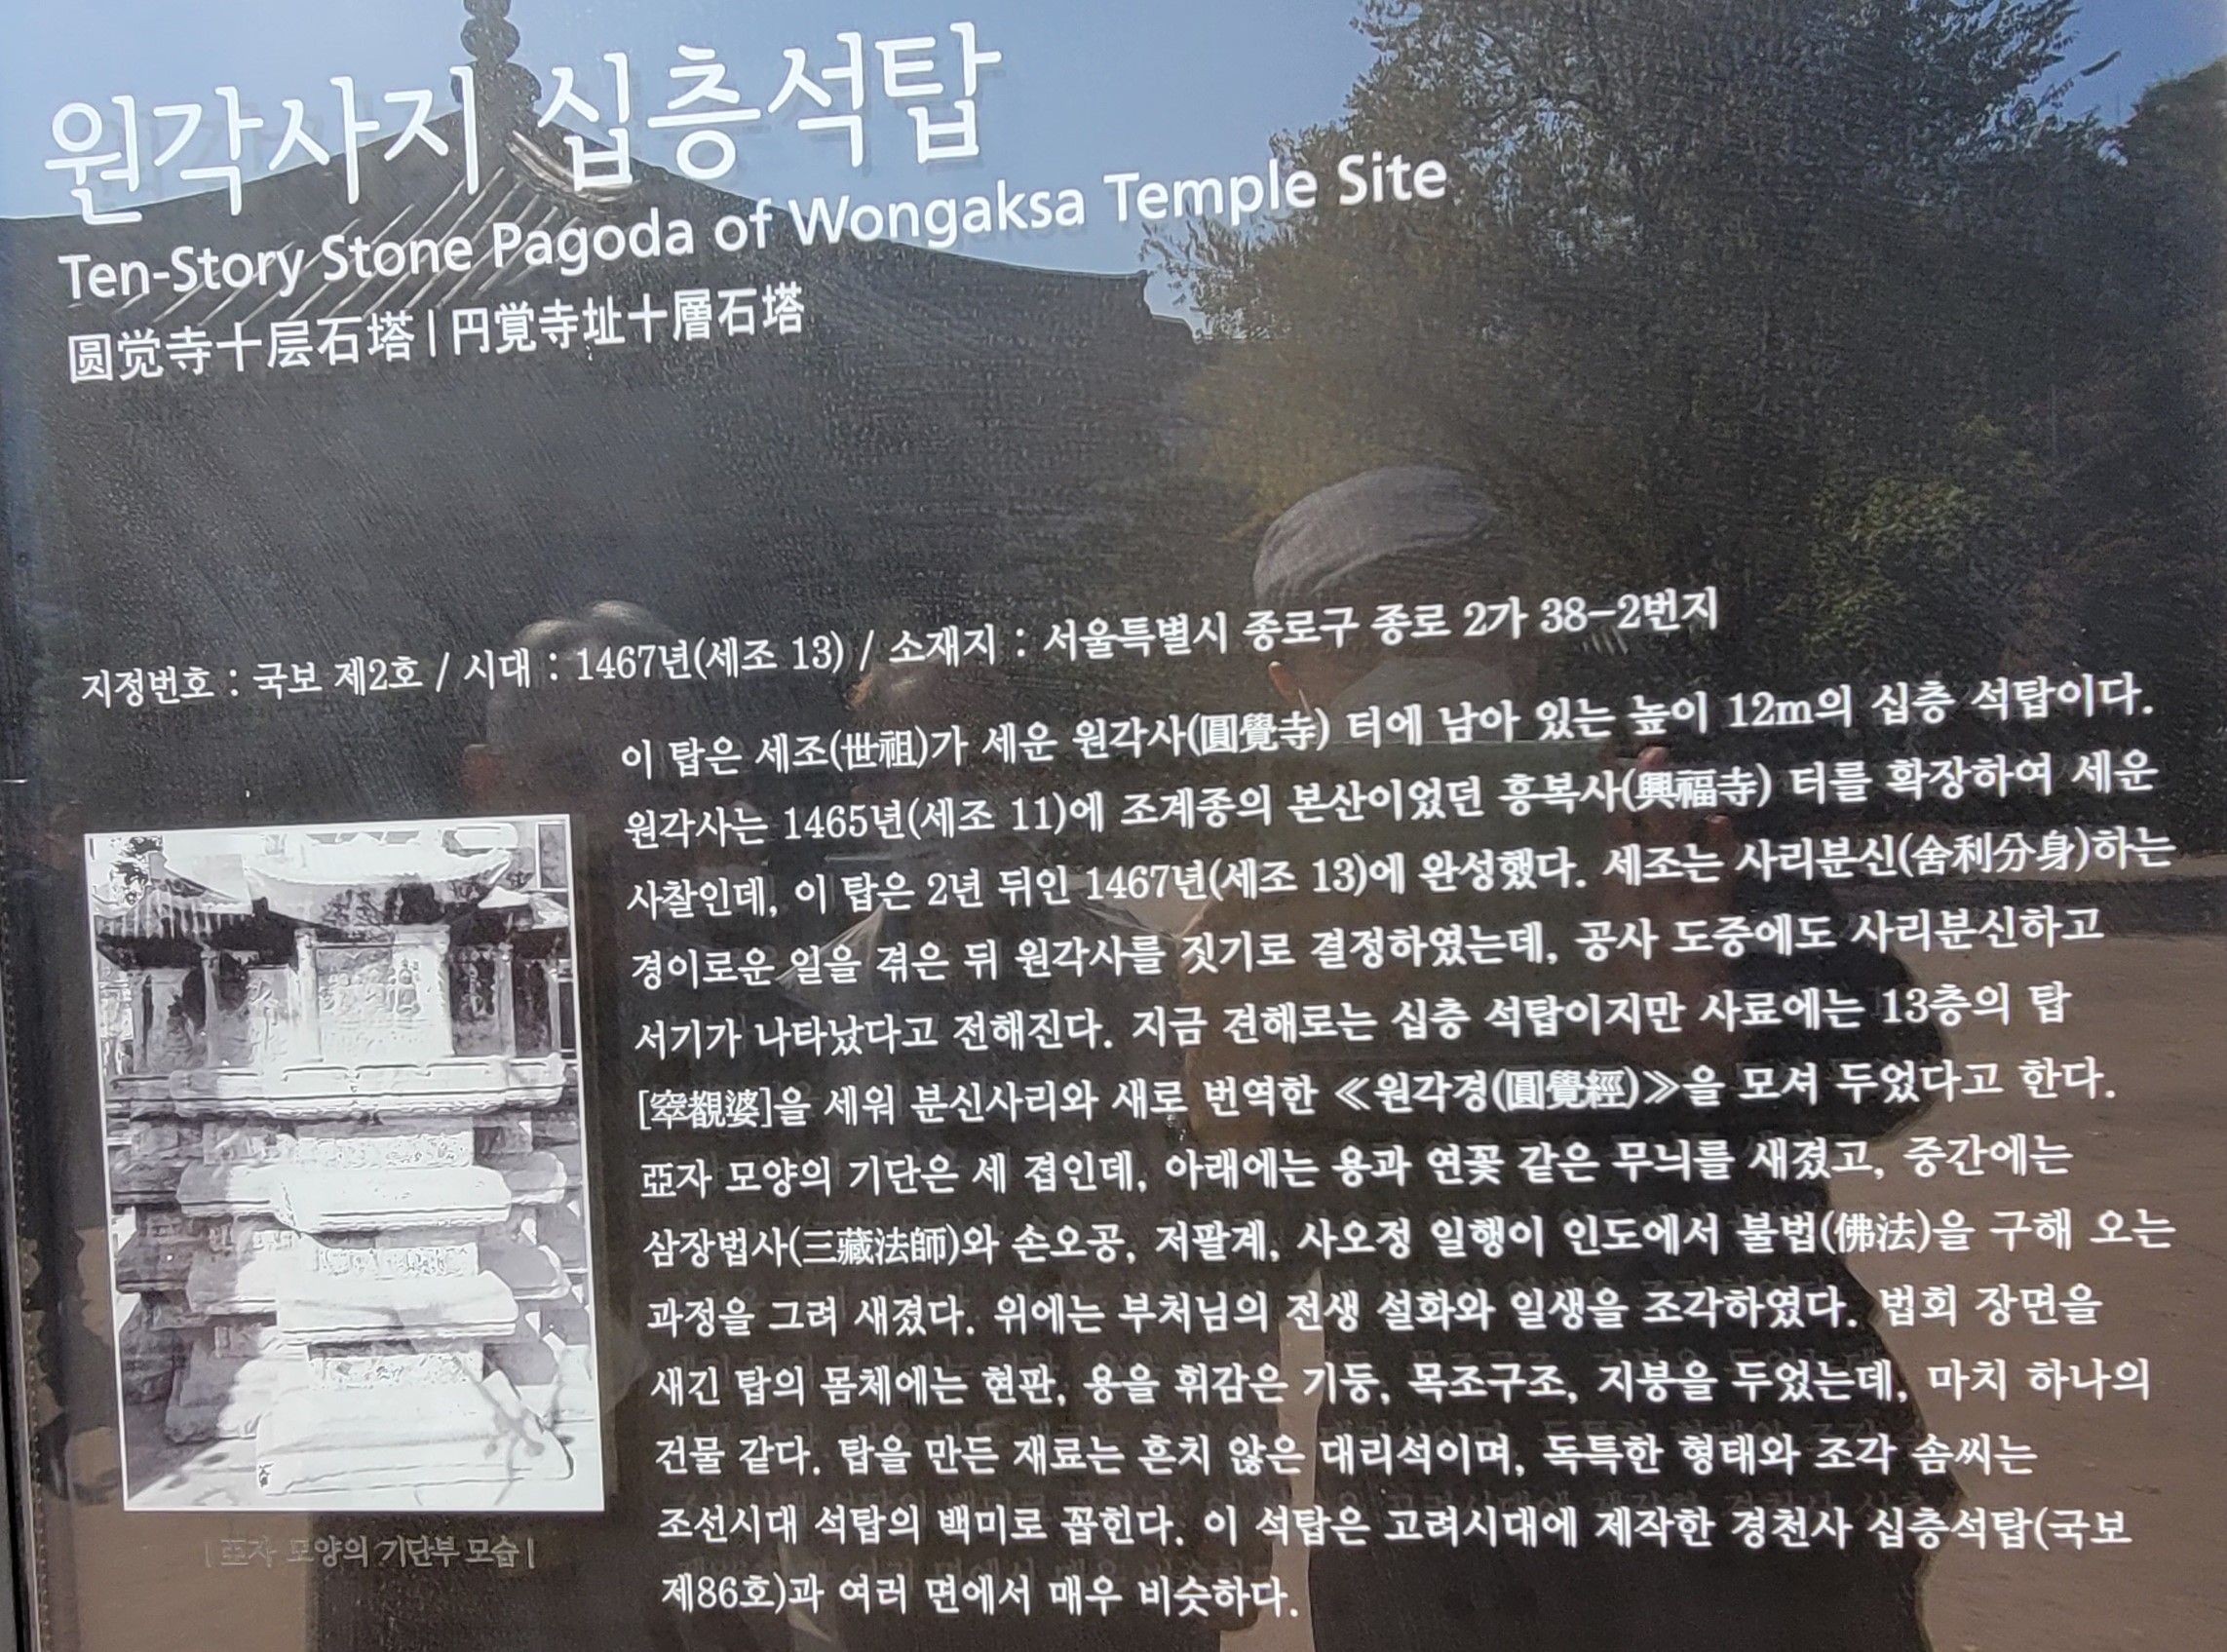 원각사지 십층석탑
Ten-Story Stone Pagoda of Wongaksa Temple Site
圆觉寺十层石塔 | 円覚寺址十層石塔
지정번호 : 국보 제2호 / 시대 : 1467년(세조 13) / 소재지 : 서울특별시 종로구 종로 2가 38-2번지
이 탑은 세조(世祖)가 세운 원각사(圓覺寺) 터에 남아 있는 높이 12m의 십층 석탑이다.
원각사는 1465년(세조 11)에 조계종의 본산이었던 흥복사(興福寺) 터를 확장하여 세운
사찰인데, 이 탑은 2년 뒤인 1467년(세조 13)에 완성했다. 세조는 사리분신(舍利分身)하는
경이로운 일을 겪은 뒤 원각사를 짓기로 결정하였는데, 공사 도중에도 사리분신하고
서기가 나타났다고 전해진다. 지금 견해로는 십층 석탑이지만 사료에는 13층의 탑
[窣覩婆]을 세워 분신사리와 새로 번역한 ≪원각경(圓覺經)≫을 모셔 두었다고 한다.
亞자 모양의 기단은 세 겹인데, 아래에는 용과 연꽃 같은 무늬를 새겼고, 중간에는
삼장법사(三藏法師)와 손오공, 저팔계, 사오정 일행이 인도에서 불법(佛法)을 구해 오는
과정을 그려 새겼다. 위에는 부처님의 전생 설화와 일생을 조각하였다. 법회 장면을
새긴 탑의 몸체에는 현판, 용을 휘감은 기둥, 목조구조, 지붕을 두었는데, 마치 하나의
건물 같다. 탑을 만든 재료는 흔치 않은 대리석이며, 독특한 형태와 조각 솜씨는
조선시대 석탑의 백미로 꼽힌다. 이 석탑은 고려시대에 제작한 경천사 십층석탑(국보
제86호)과 여러 면에서 매우 비슷하다.
| 亞자 모양의 기단부 모습 |